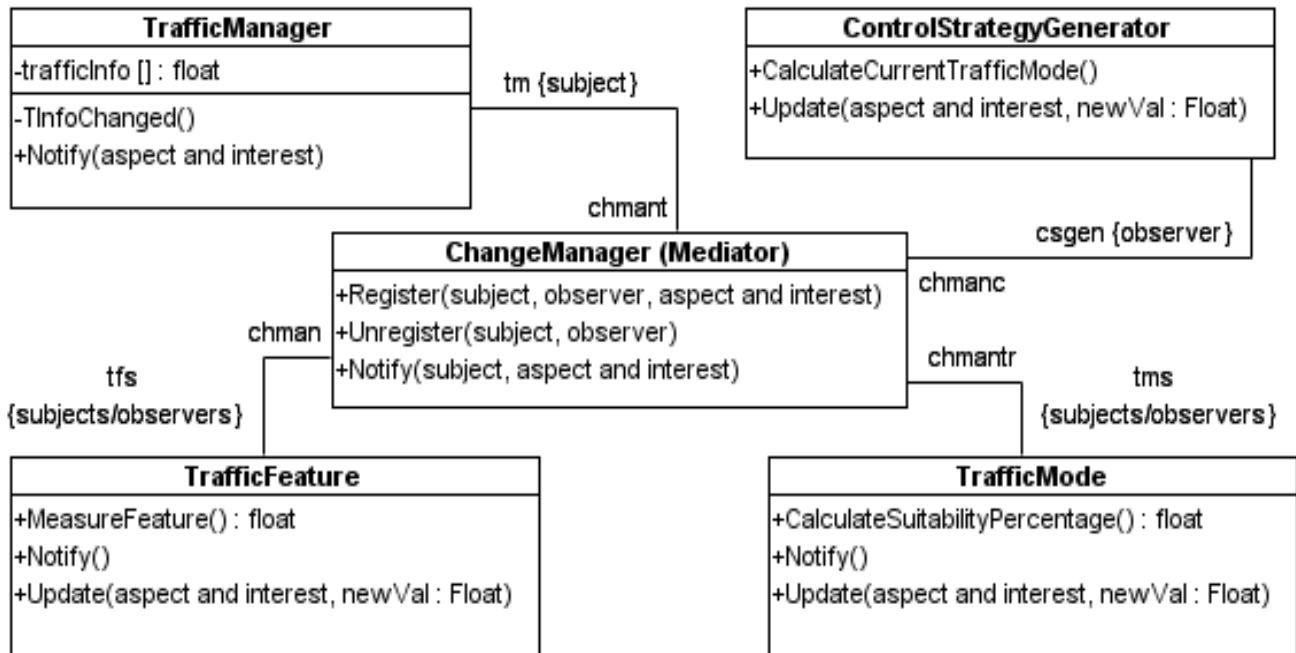 TrafficManager
-trafficInfo [] : float
-TInfoChanged()
+Notify(aspect and interest)
tm {subject}
chmant
ControlStrategyGenerator
+CalculateCurrentTrafficMode()
+Update(aspect and interest, newVal : Float)
csgen {observer}
chmanc
ChangeManager (Mediator)
+Register(subject, observer, aspect and interest)
+Unregister(subject, observer)
+Notify(subject, aspect and interest)
chman
tfs
{subjects/observers}
chmantr
tms
{subjects/observers}
TrafficFeature
+MeasureFeature() : float
+Notify()
+Update(aspect and interest, newVal : Float)
TrafficMode
+CalculateSuitabilityPercentage() : float
+Notify()
+Update(aspect and interest, newVal : Float)